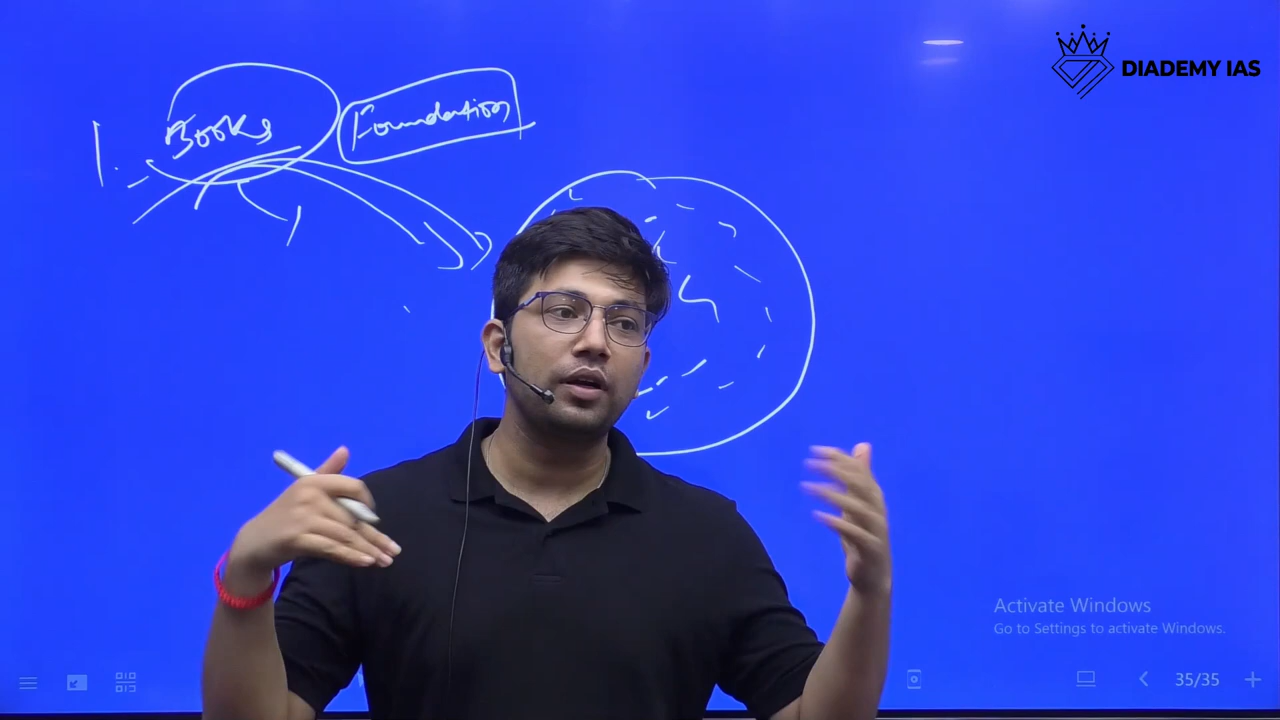 1. Books Foundation
DIADEMY IAS
Activate Windows
Go to Settings to activate Windows.
35/35